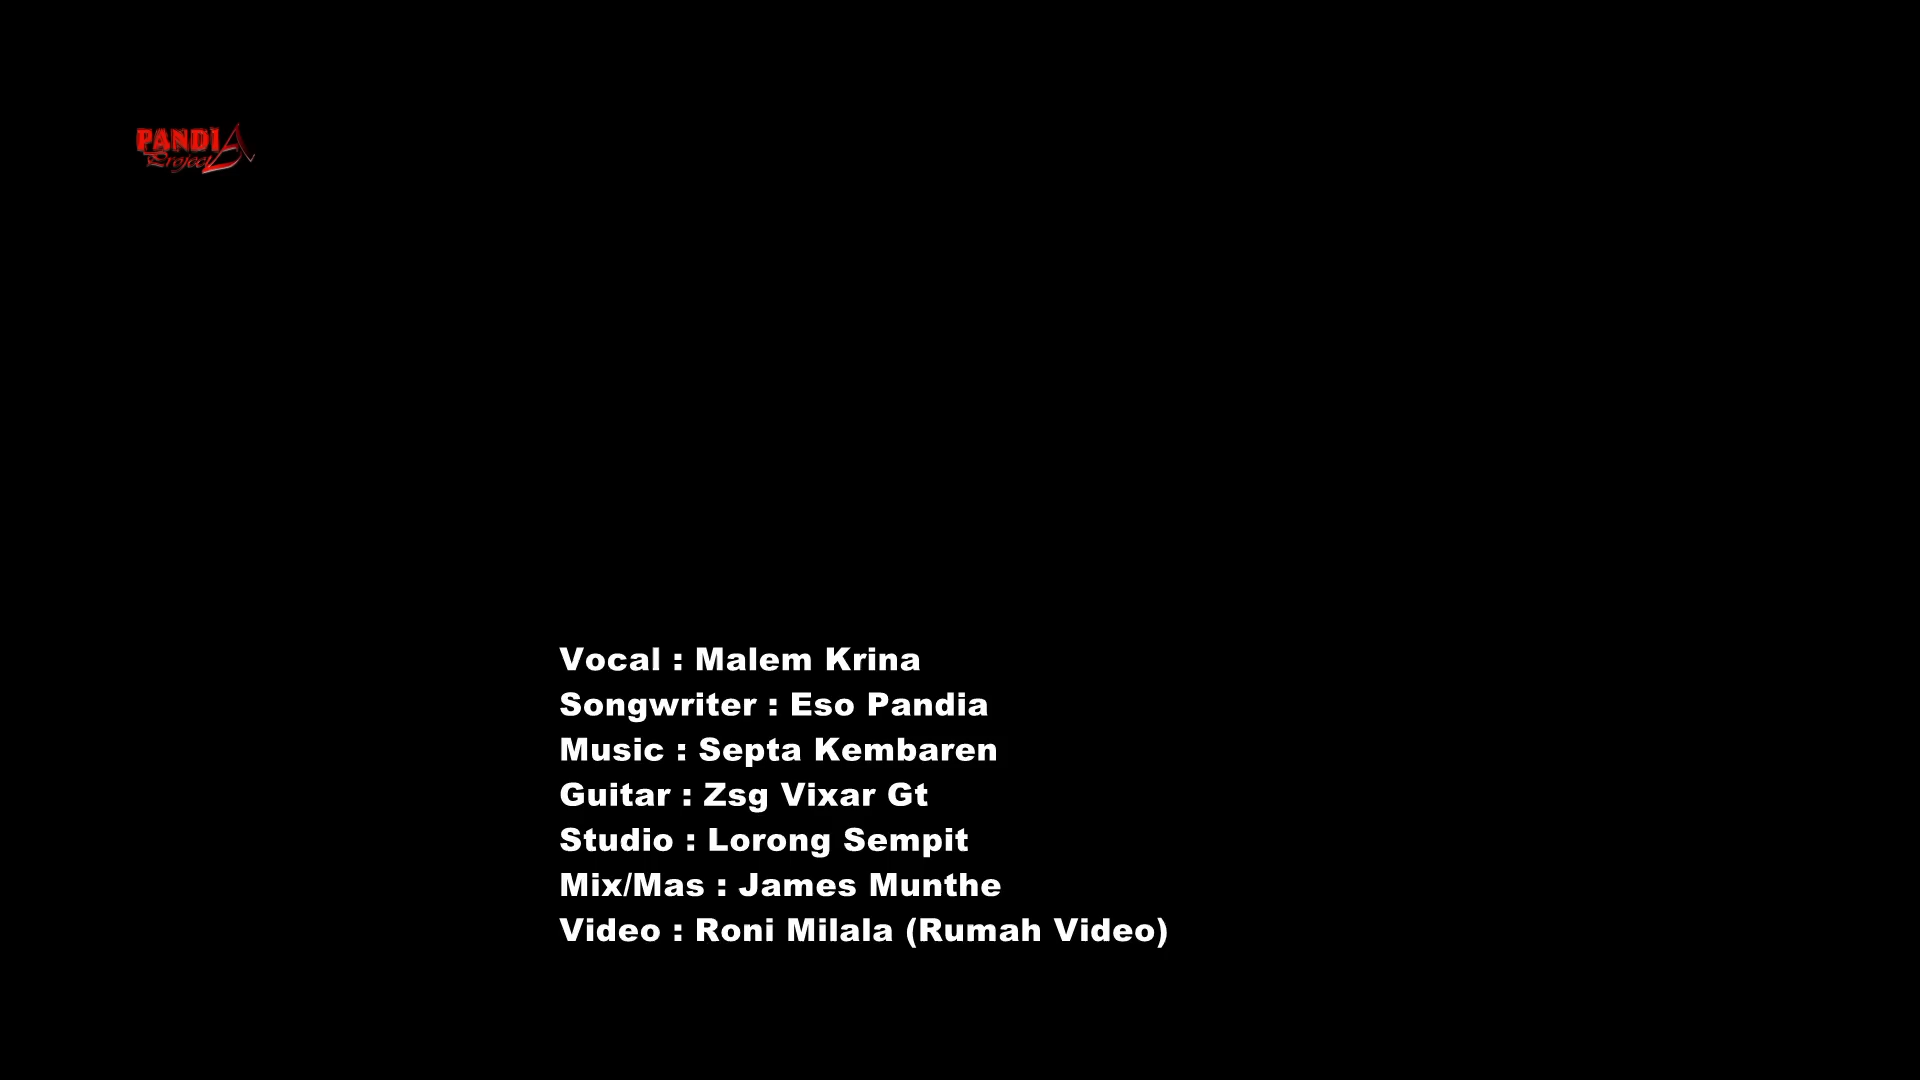 PANDIA
Project
Vocal : Malem Krina
Songwriter : Eso Pandia
Music : Septa Kembaren
Guitar : Zsg Vixar Gt
Studio : Lorong Sempit
Mix/Mas : James Munthe
Video : Roni Milala (Rumah Video)